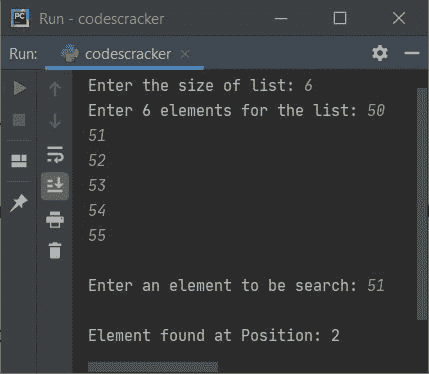 PC
Run - codescracker
Run:
codescracker
Enter the size of list: 6
Enter 6 elements for the list: 50
51
52
53
54
55
Enter an element to be search: 51
Element found at Position: 2